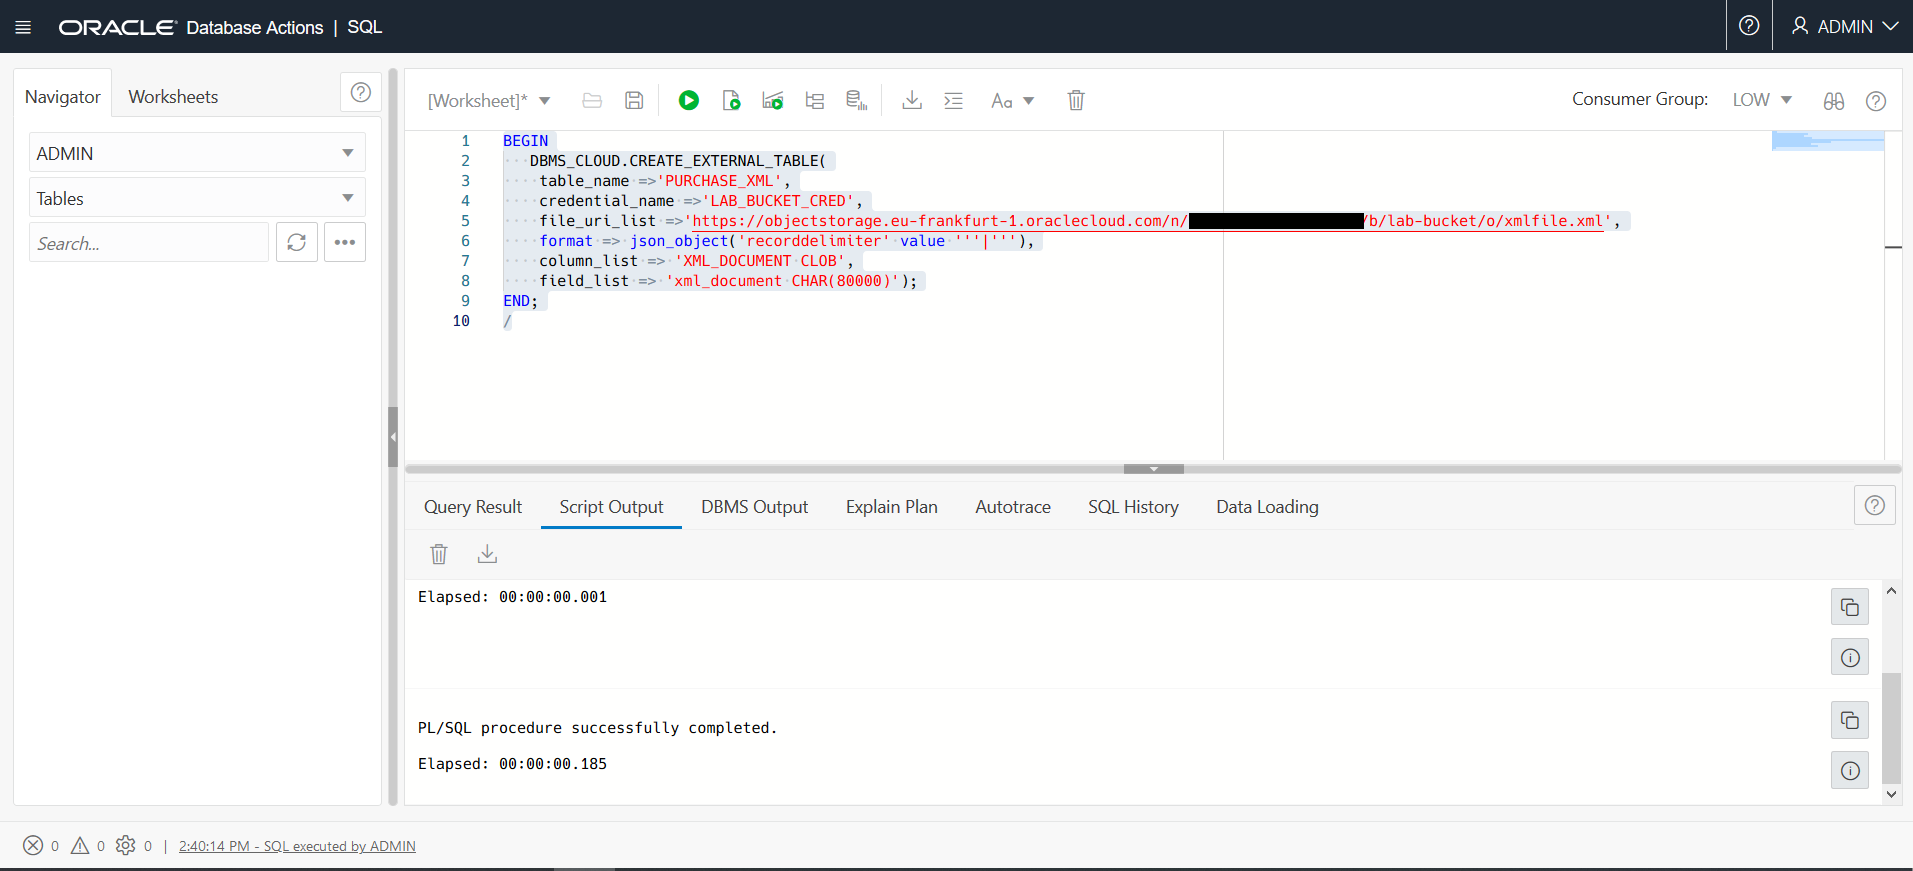 ORACLE Database Actions | SQL
ADMIN
Navigator
Worksheets
ADMIN
Tables
Search...
[Worksheet]*
Aa
Consumer Group: LOW
1 BEGIN
2 DBMS_CLOUD.CREATE_EXTERNAL_TABLE(
3 table_name =>'PURCHASE_XML',
4 credential_name =>'LAB_BUCKET_CRED',
5 file_uri_list =>'https://objectstorage.eu-frankfurt-1.oraclecloud.com/n/ /b/lab-bucket/o/xmlfile.xml',
6 format => json_object('recorddelimiter' value '''|'''),
7 column_list => 'XML_DOCUMENT CLOB',
8 field_list => 'xml_document CHAR(80000)');
9 END;
10 /
Query Result
Script Output
DBMS Output
Explain Plan
Autotrace
SQL History
Data Loading
Elapsed: 00:00:00.001
PL/SQL procedure successfully completed.
Elapsed: 00:00:00.185
0 0 0 | 2:40:14 PM - SQL executed by ADMIN